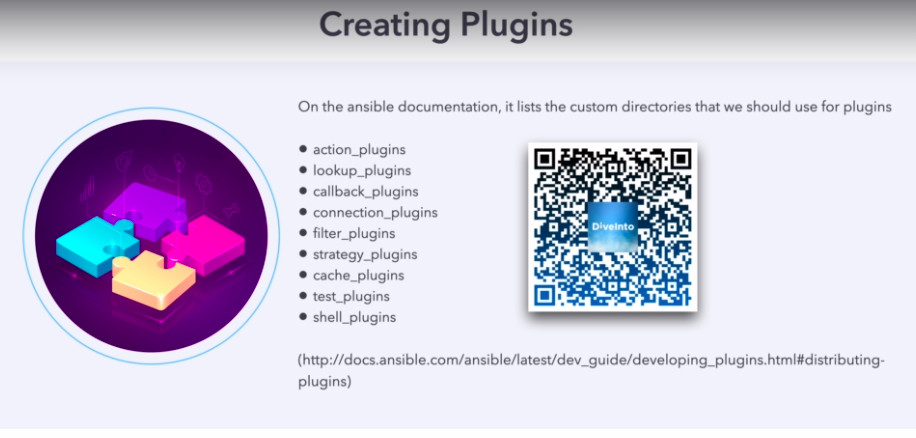 Creating Plugins
On the ansible documentation, it lists the custom directories that we should use for plugins
● action_plugins
● lookup_plugins
● callback_plugins
● connection_plugins
● filter_plugins
● strategy_plugins
● cache_plugins
● test_plugins
● shell_plugins
DiveInto
(http://docs.ansible.com/ansible/latest/dev_guide/developing_plugins.html#distributing-
plugins)